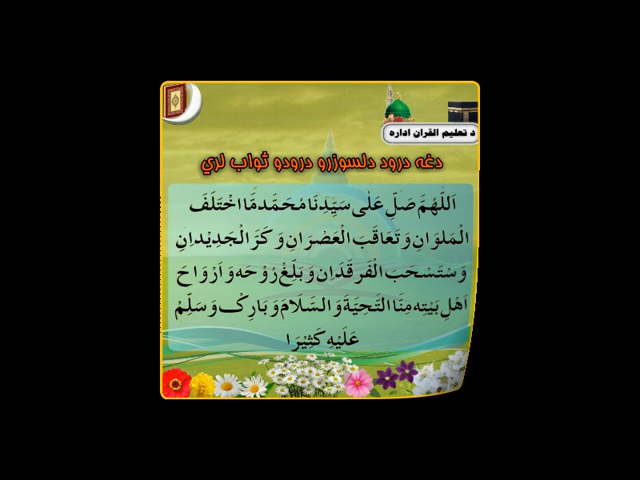 د تعلیم القران اداره
دغه درود دلسوزرو درودو ثواب لري
اَللّٰهُمَّ صَلِّ عَلٰى سَيِّدِنَا مُحَمَّدٍ مَّا اخْتَلَفَ
الْمَلَوَانِ وَتَعَاقَبَ الْعَصْرَانِ وَكَرَّ الْجَدِيْدَانِ
وَسْتَسْحَبَ الْفَرْقَدَانِ وَبَلِّغْ رُوْحَهٗ وَاَرْوَاحَ
اَهْلِ بَيْتِهٖ مِنَّا التَّحِيَّةَ وَالسَّلَامَ وَبَارِكْ وَسَلِّمْ
عَلَيْهِ كَثِيْرًا